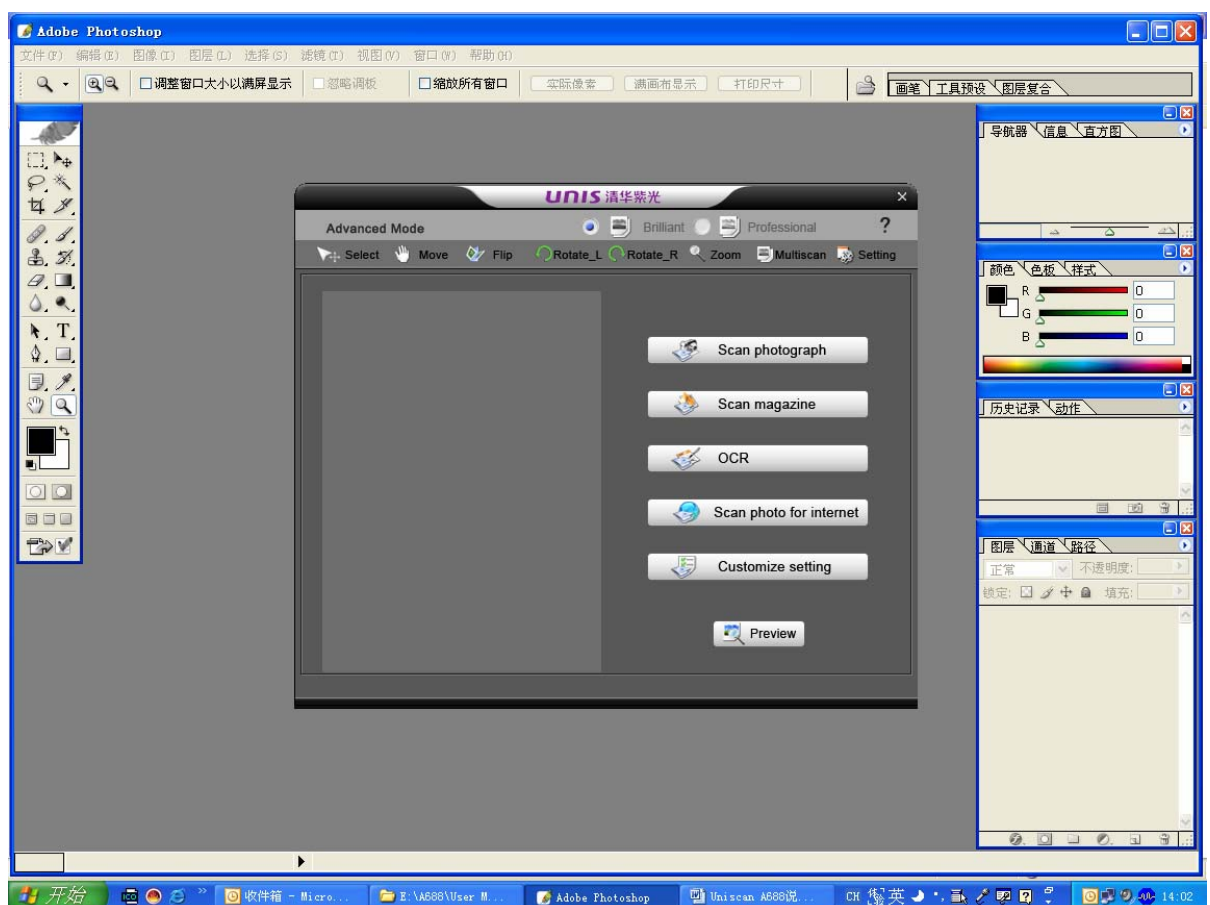 Adobe Photoshop
文件(F) 编辑(E) 图像(I) 图层(L) 选择(S) 滤镜(T) 视图(V) 窗口(W) 帮助(H)
调整窗口大小以满屏显示 忽略调板 缩放所有窗口 实际像素 满画布显示 打印尺寸 画笔 工具预设 图层复合
导航器 信息 直方图
UNIS 清华紫光
Advanced Mode Brilliant Professional ?
Select Move Flip Rotate_L Rotate_R Zoom Multiscan Setting
Scan photograph
Scan magazine
OCR
Scan photo for internet
Customize setting
Preview
颜色 色板 样式
R 0
G 0
B 0
历史记录 动作
图层 通道 路径
正常 不透明度:
锁定: 填充:
开始 收件箱 - Micro... E:\A688\User M... Adobe Photoshop Uniscan A688说... CH 英 14:02